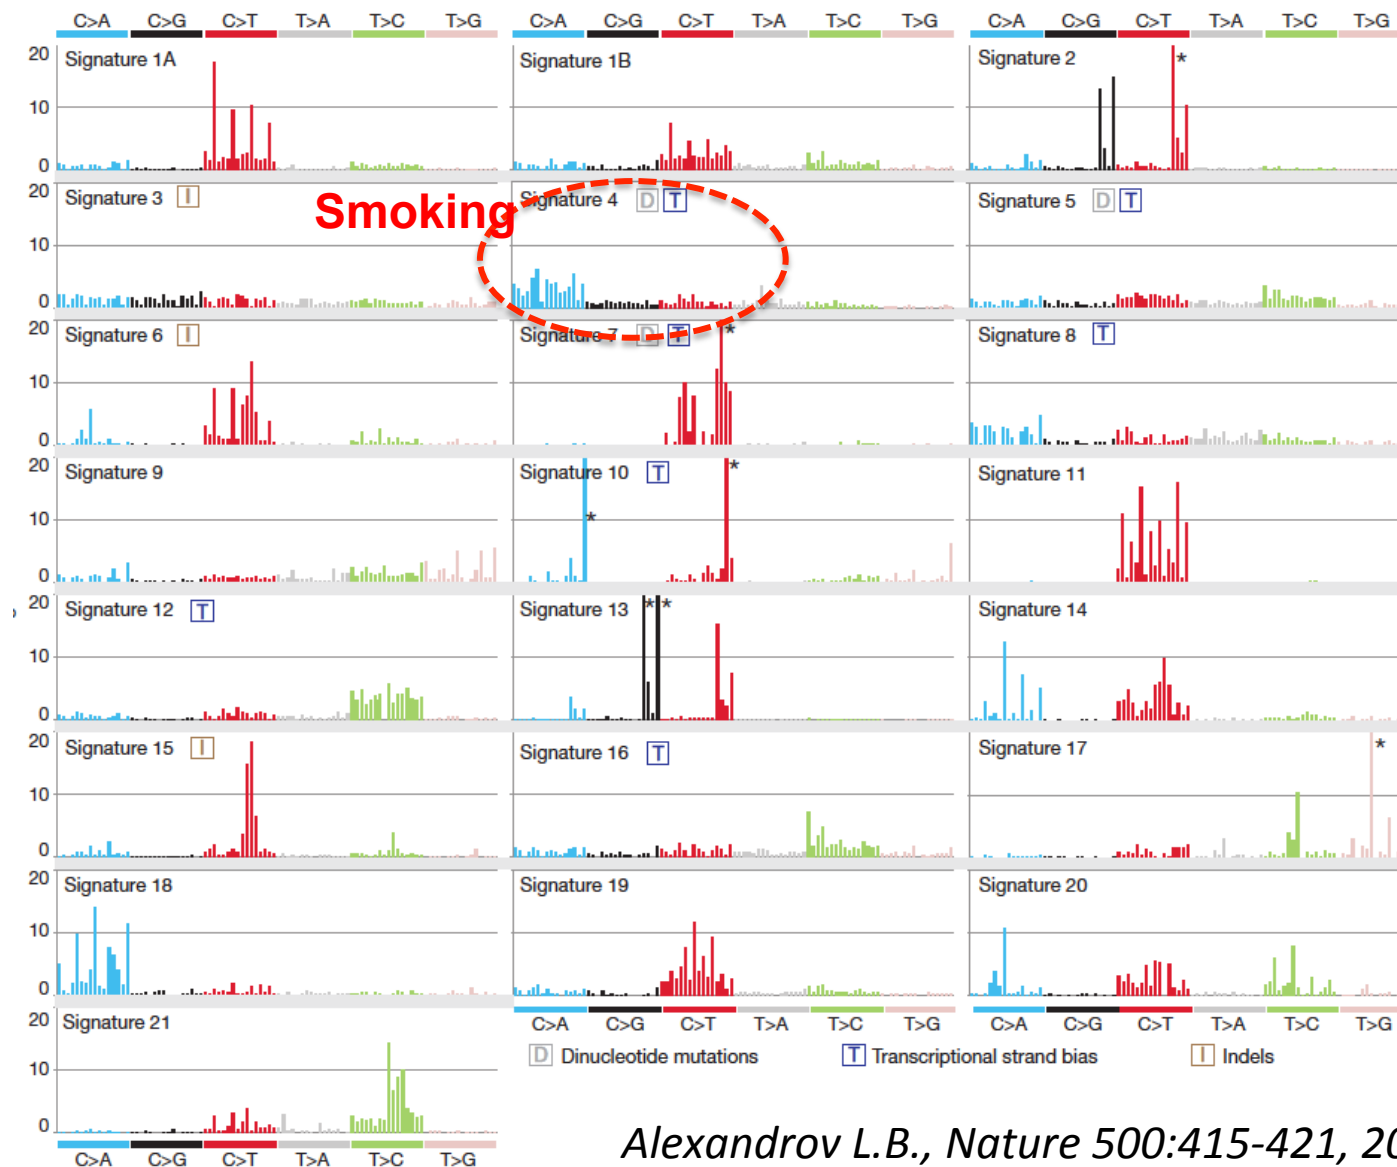 C>A C>G C>T T>A T>C T>G C>A C>G C>T T>A T>C T>G C>A C>G C>T T>A T>C T>G
20 Signature 1A Signature 1B Signature 2 *
10
0
20 Signature 3 I Smoking Signature 4 D T Signature 5 D T
10
0
20 Signature 6 I Signature 7 D T * Signature 8 T
10
0
20 Signature 9 Signature 10 T * Signature 11
10 *
0
20 Signature 12 T Signature 13 * * Signature 14
10
0
20 Signature 15 I Signature 16 T Signature 17 *
10
0
20 Signature 18 Signature 19 Signature 20
10
0
C>A C>G C>T T>A T>C T>G C>A C>G C>T T>A T>C T>G
20 Signature 21
D Dinucleotide mutations T Transcriptional strand bias I Indels
10
0
C>A C>G C>T T>A T>C T>G
Alexandrov L.B., Nature 500:415-421, 20